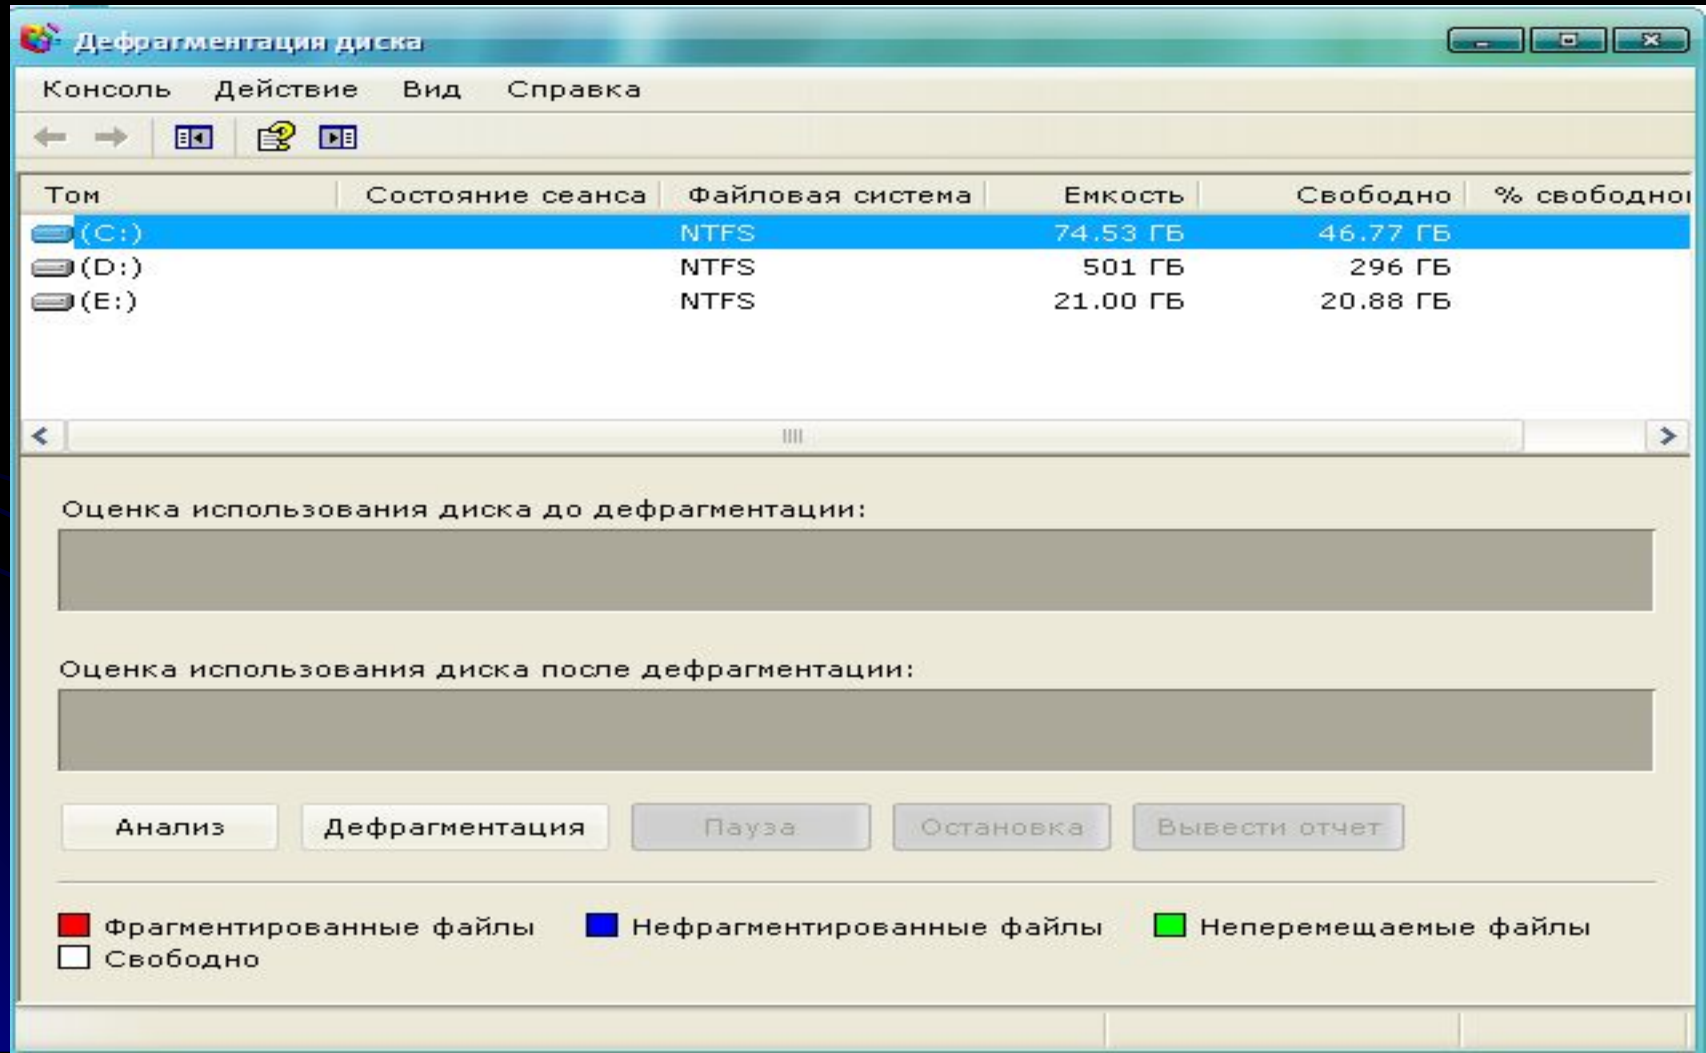 Дефрагментация диска
Консоль Действие Вид Справка
Том Состояние сеанса Файловая система Емкость Свободно %
(C:) NTFS 74.53 ГБ 46.77 ГБ
(D:) NTFS 501 ГБ 296 ГБ
(E:) NTFS 21.00 ГБ 20.88 ГБ
Оценка использования диска до дефрагментации:
Оценка использования диска после дефрагментации:
Анализ Дефрагментация Пауза Остановка Вывести отчет
Фрагментированные файлы Нефрагментированные файлы Неперемещаемые файлы
Свободно